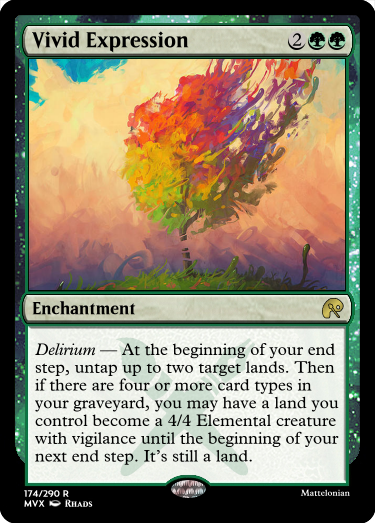 Vivid Expression 2
Enchantment
Delirium — At the beginning of your end
step, untap up to two target lands. Then
if there are four or more card types in
your graveyard, you may have a land you
control become a 4/4 Elemental creature
with vigilance until the beginning of your
next end step. It's still a land.
174/290 R
MVX RHADS
Mattelonian